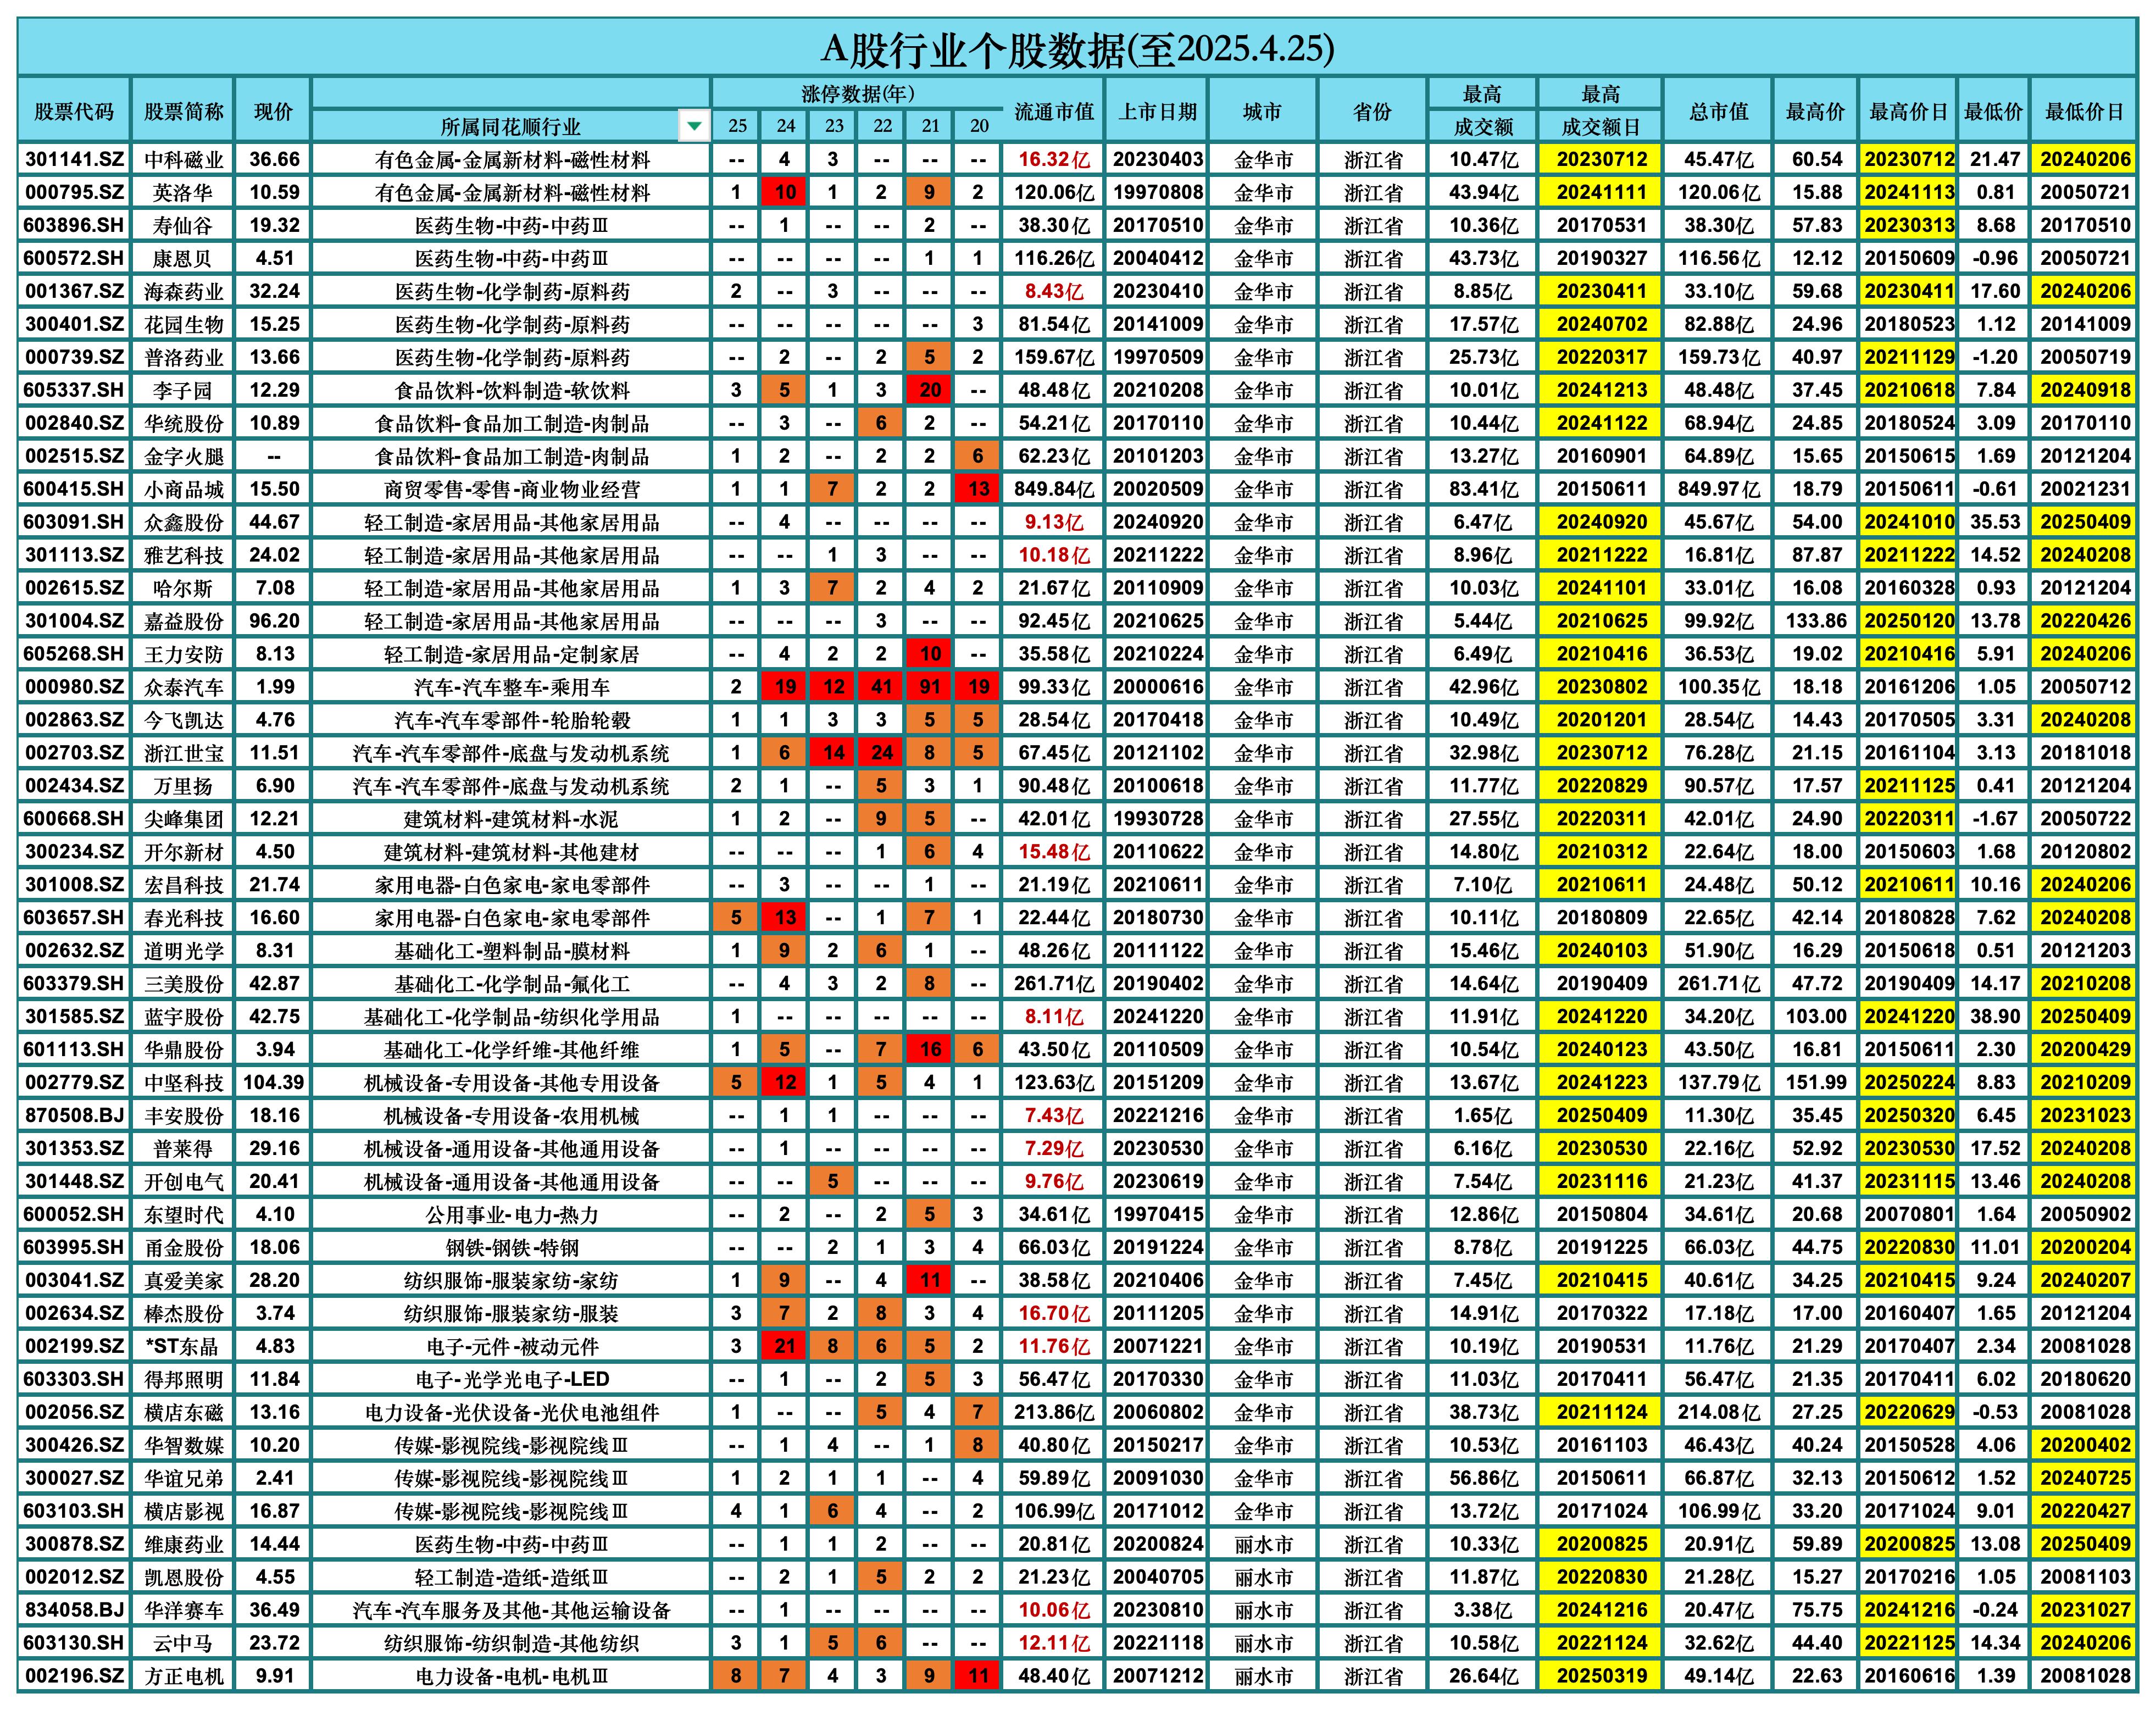 A股行业个股数据(至2025.4.25)
股票代码 股票简称 现价 所属同花顺行业 涨停数据(年) 流通市值 上市日期 城市 省份 最高 最高 总市值 最高价 最高价日 最低价 最低价日
25 24 23 22 21 20 成交额 成交额日
301141.SZ 中科磁业 36.66 有色金属-金属新材料-磁性材料 -- 4 3 -- -- -- 16.32亿 20230403 金华市 浙江省 10.47亿 20230712 45.47亿 60.54 20230712 21.47 20240206
000795.SZ 英洛华 10.59 有色金属-金属新材料-磁性材料 1 10 1 2 9 2 120.06亿 19970808 金华市 浙江省 43.94亿 20241111 120.06亿 15.88 20241113 0.81 20050721
603896.SH 寿仙谷 19.32 医药生物-中药-中药Ⅲ -- 1 -- -- 2 -- 38.30亿 20170510 金华市 浙江省 10.36亿 20170531 38.30亿 57.83 20230313 8.68 20170510
600572.SH 康恩贝 4.51 医药生物-中药-中药Ⅲ -- -- -- -- 1 1 116.26亿 20040412 金华市 浙江省 43.73亿 20190327 116.56亿 12.12 20150609 -0.96 20050721
001367.SZ 海森药业 32.24 医药生物-化学制药-原料药 2 -- 3 -- -- -- 8.43亿 20230410 金华市 浙江省 8.85亿 20230411 33.10亿 59.68 20230411 17.60 20240206
300401.SZ 花园生物 15.25 医药生物-化学制药-原料药 -- -- -- -- -- 3 81.54亿 20141009 金华市 浙江省 17.57亿 20240702 82.88亿 24.96 20180523 1.12 20141009
000739.SZ 普洛药业 13.66 医药生物-化学制药-原料药 -- 2 -- 2 5 2 159.67亿 19970509 金华市 浙江省 25.73亿 20220317 159.73亿 40.97 20211129 -1.20 20050719
605337.SH 李子园 12.29 食品饮料-饮料制造-软饮料 3 5 1 3 20 -- 48.48亿 20210208 金华市 浙江省 10.01亿 20241213 48.48亿 37.45 20210618 7.84 20240918
002840.SZ 华统股份 10.89 食品饮料-食品加工制造-肉制品 -- 3 -- 6 2 -- 54.21亿 20170110 金华市 浙江省 10.44亿 20241122 68.94亿 24.85 20180524 3.09 20170110
002515.SZ 金字火腿 -- 食品饮料-食品加工制造-肉制品 1 2 -- 2 2 6 62.23亿 20101203 金华市 浙江省 13.27亿 20160901 64.89亿 15.65 20150615 1.69 20121204
600415.SH 小商品城 15.50 商贸零售-零售-商业物业经营 1 1 7 2 2 13 849.84亿 20020509 金华市 浙江省 83.41亿 20150611 849.97亿 18.79 20150611 -0.61 20021231
603091.SH 众鑫股份 44.67 轻工制造-家居用品-其他家居用品 -- 4 -- -- -- -- 9.13亿 20240920 金华市 浙江省 6.47亿 20240920 45.67亿 54.00 20241010 35.53 20250409
301113.SZ 雅艺科技 24.02 轻工制造-家居用品-其他家居用品 -- -- 1 3 -- -- 10.18亿 20211222 金华市 浙江省 8.96亿 20211222 16.81亿 87.87 20211222 14.52 20240208
002615.SZ 哈尔斯 7.08 轻工制造-家居用品-其他家居用品 1 3 7 2 4 2 21.67亿 20110909 金华市 浙江省 10.03亿 20241101 33.01亿 16.08 20160328 0.93 20121204
301004.SZ 嘉益股份 96.20 轻工制造-家居用品-其他家居用品 -- -- -- 3 -- -- 92.45亿 20210625 金华市 浙江省 5.44亿 20210625 99.92亿 133.86 20250120 13.78 20220426
605268.SH 王力安防 8.13 轻工制造-家居用品-定制家居 -- 4 2 2 10 -- 35.58亿 20210224 金华市 浙江省 6.49亿 20210416 36.53亿 19.02 20210416 5.91 20240206
000980.SZ 众泰汽车 1.99 汽车-汽车整车-乘用车 2 19 12 41 91 19 99.33亿 20000616 金华市 浙江省 42.96亿 20230802 100.35亿 18.18 20161206 1.05 20050712
002863.SZ 今飞凯达 4.76 汽车-汽车零部件-轮胎轮毂 1 1 3 3 5 5 28.54亿 20170418 金华市 浙江省 10.49亿 20201201 28.54亿 14.43 20170505 3.31 20240208
002703.SZ 浙江世宝 11.51 汽车-汽车零部件-底盘与发动机系统 1 6 14 24 8 5 67.45亿 20121102 金华市 浙江省 32.98亿 20230712 76.28亿 21.15 20161104 3.13 20181018
002434.SZ 万里扬 6.90 汽车-汽车零部件-底盘与发动机系统 2 1 -- 5 3 1 90.48亿 20100618 金华市 浙江省 11.77亿 20220829 90.57亿 17.57 20211125 0.41 20121204
600668.SH 尖峰集团 12.21 建筑材料-建筑材料-水泥 1 2 -- 9 5 -- 42.01亿 19930728 金华市 浙江省 27.55亿 20220311 42.01亿 24.90 20220311 -1.67 20050722
300234.SZ 开尔新材 4.50 建筑材料-建筑材料-其他建材 -- -- -- 1 6 4 15.48亿 20110622 金华市 浙江省 14.80亿 20210312 22.64亿 18.00 20150603 1.68 20120802
301008.SZ 宏昌科技 21.74 家用电器-白色家电-家电零部件 -- 3 -- -- 1 -- 21.19亿 20210611 金华市 浙江省 7.10亿 20210611 24.48亿 50.12 20210611 10.16 20240206
603657.SH 春光科技 16.60 家用电器-白色家电-家电零部件 5 13 -- 1 7 1 22.44亿 20180730 金华市 浙江省 10.11亿 20180809 22.65亿 42.14 20180828 7.62 20240208
002632.SZ 道明光学 8.31 基础化工-塑料制品-膜材料 1 9 2 6 1 -- 48.26亿 20111122 金华市 浙江省 15.46亿 20240103 51.90亿 16.29 20150618 0.51 20121203
603379.SH 三美股份 42.87 基础化工-化学制品-氟化工 -- 4 3 2 8 -- 261.71亿 20190402 金华市 浙江省 14.64亿 20190409 261.71亿 47.72 20190409 14.17 20210208
301585.SZ 蓝宇股份 42.75 基础化工-化学制品-纺织化学用品 1 -- -- -- -- -- 8.11亿 20241220 金华市 浙江省 11.91亿 20241220 34.20亿 103.00 20241220 38.90 20250409
601113.SH 华鼎股份 3.94 基础化工-化学纤维-其他纤维 1 5 -- 7 16 6 43.50亿 20110509 金华市 浙江省 10.54亿 20240123 43.50亿 16.81 20150611 2.30 20200429
002779.SZ 中坚科技 104.39 机械设备-专用设备-其他专用设备 5 12 1 5 4 1 123.63亿 20151209 金华市 浙江省 13.67亿 20241223 137.79亿 151.99 20250224 8.83 20210209
870508.BJ 丰安股份 18.16 机械设备-专用设备-农用机械 -- 1 1 -- -- -- 7.43亿 20221216 金华市 浙江省 1.65亿 20250409 11.30亿 35.45 20250320 6.45 20231023
301353.SZ 普莱得 29.16 机械设备-通用设备-其他通用设备 -- 1 -- -- -- -- 7.29亿 20230530 金华市 浙江省 6.16亿 20230530 22.16亿 52.92 20230530 17.52 20240208
301448.SZ 开创电气 20.41 机械设备-通用设备-其他通用设备 -- -- 5 -- -- -- 9.76亿 20230619 金华市 浙江省 7.54亿 20231116 21.23亿 41.37 20231115 13.46 20240208
600052.SH 东望时代 4.10 公用事业-电力-热力 -- 2 -- 2 5 3 34.61亿 19970415 金华市 浙江省 12.86亿 20150804 34.61亿 20.68 20070801 1.64 20050902
603995.SH 甬金股份 18.06 钢铁-钢铁-特钢 -- -- 2 1 3 4 66.03亿 20191224 金华市 浙江省 8.78亿 20191225 66.03亿 44.75 20220830 11.01 20200204
003041.SZ 真爱美家 28.20 纺织服饰-服装家纺-家纺 1 9 -- 4 11 -- 38.58亿 20210406 金华市 浙江省 7.45亿 20210415 40.61亿 34.25 20210415 9.24 20240207
002634.SZ 棒杰股份 3.74 纺织服饰-服装家纺-服装 3 7 2 8 3 4 16.70亿 20111205 金华市 浙江省 14.91亿 20170322 17.18亿 17.00 20160407 1.65 20121204
002199.SZ *ST东晶 4.83 电子-元件-被动元件 3 21 8 6 5 2 11.76亿 20071221 金华市 浙江省 10.19亿 20190531 11.76亿 21.29 20170407 2.34 20081028
603303.SH 得邦照明 11.84 电子-光学光电子-LED -- 1 -- 2 5 3 56.47亿 20170330 金华市 浙江省 11.03亿 20170411 56.47亿 21.35 20170411 6.02 20180620
002056.SZ 横店东磁 13.16 电力设备-光伏设备-光伏电池组件 1 -- -- 5 4 7 213.86亿 20060802 金华市 浙江省 38.73亿 20211124 214.08亿 27.25 20220629 -0.53 20081028
300426.SZ 华智数媒 10.20 传媒-影视院线-影视院线Ⅲ -- 1 4 -- 1 8 40.80亿 20150217 金华市 浙江省 10.53亿 20161103 46.43亿 40.24 20150528 4.06 20200402
300027.SZ 华谊兄弟 2.41 传媒-影视院线-影视院线Ⅲ 1 2 1 1 -- 4 59.89亿 20091030 金华市 浙江省 56.86亿 20150611 66.87亿 32.13 20150612 1.52 20240725
603103.SH 横店影视 16.87 传媒-影视院线-影视院线Ⅲ 4 1 6 4 -- 2 106.99亿 20171012 金华市 浙江省 13.72亿 20171024 106.99亿 33.20 20171024 9.01 20220427
300878.SZ 维康药业 14.44 医药生物-中药-中药Ⅲ -- 1 1 2 -- -- 20.81亿 20200824 丽水市 浙江省 10.33亿 20200825 20.91亿 59.89 20200825 13.08 20250409
002012.SZ 凯恩股份 4.55 轻工制造-造纸-造纸Ⅲ -- 2 1 5 2 2 21.23亿 20040705 丽水市 浙江省 11.87亿 20220830 21.28亿 15.27 20170216 1.05 20081103
834058.BJ 华洋赛车 36.49 汽车-汽车服务及其他-其他运输设备 -- 1 -- -- -- -- 10.06亿 20230810 丽水市 浙江省 3.38亿 20241216 20.47亿 75.75 20241216 -0.24 20231027
603130.SH 云中马 23.72 纺织服饰-纺织制造-其他纺织 3 1 5 6 -- -- 12.11亿 20221118 丽水市 浙江省 10.58亿 20221124 32.62亿 44.40 20221125 14.34 20240206
002196.SZ 方正电机 9.91 电力设备-电机-电机Ⅲ 8 7 4 3 9 11 48.40亿 20071212 丽水市 浙江省 26.64亿 20250319 49.14亿 22.63 20160616 1.39 20081028